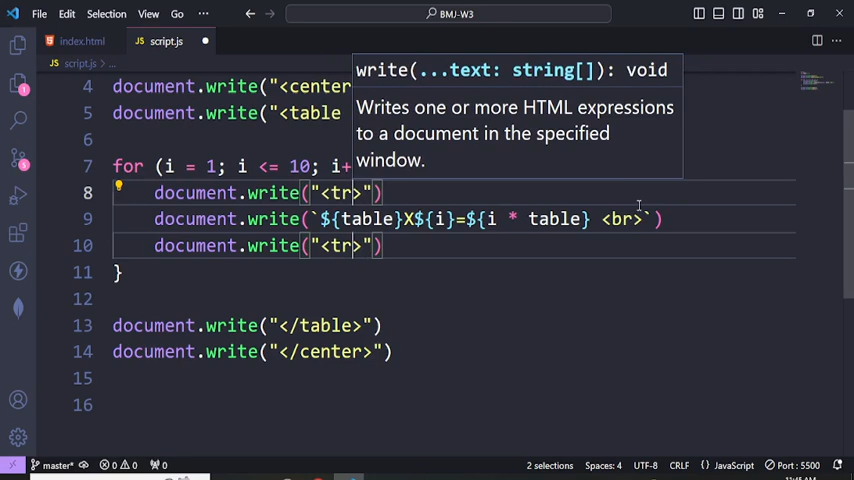 File Edit Selection View Go ··· BMJ-W3
index.html
JS script.js
JS script.js > ...
write(...text: string[]): void
Writes one or more HTML expressions
to a document in the specified
window.
4 document.write("<center
5 document.write("<table
6
7 for (i = 1; i <= 10; i+
8 document.write("<tr>")
9 document.write(`${table}X${i}=${i * table} <br>`)
10 document.write("<tr>")
11 }
12
13 document.write("</table>")
14 document.write("</center>")
15
16
1
5
master* 0 0 0 2 selections Spaces: 4 UTF-8 CRLF {} JavaScript Port : 5500